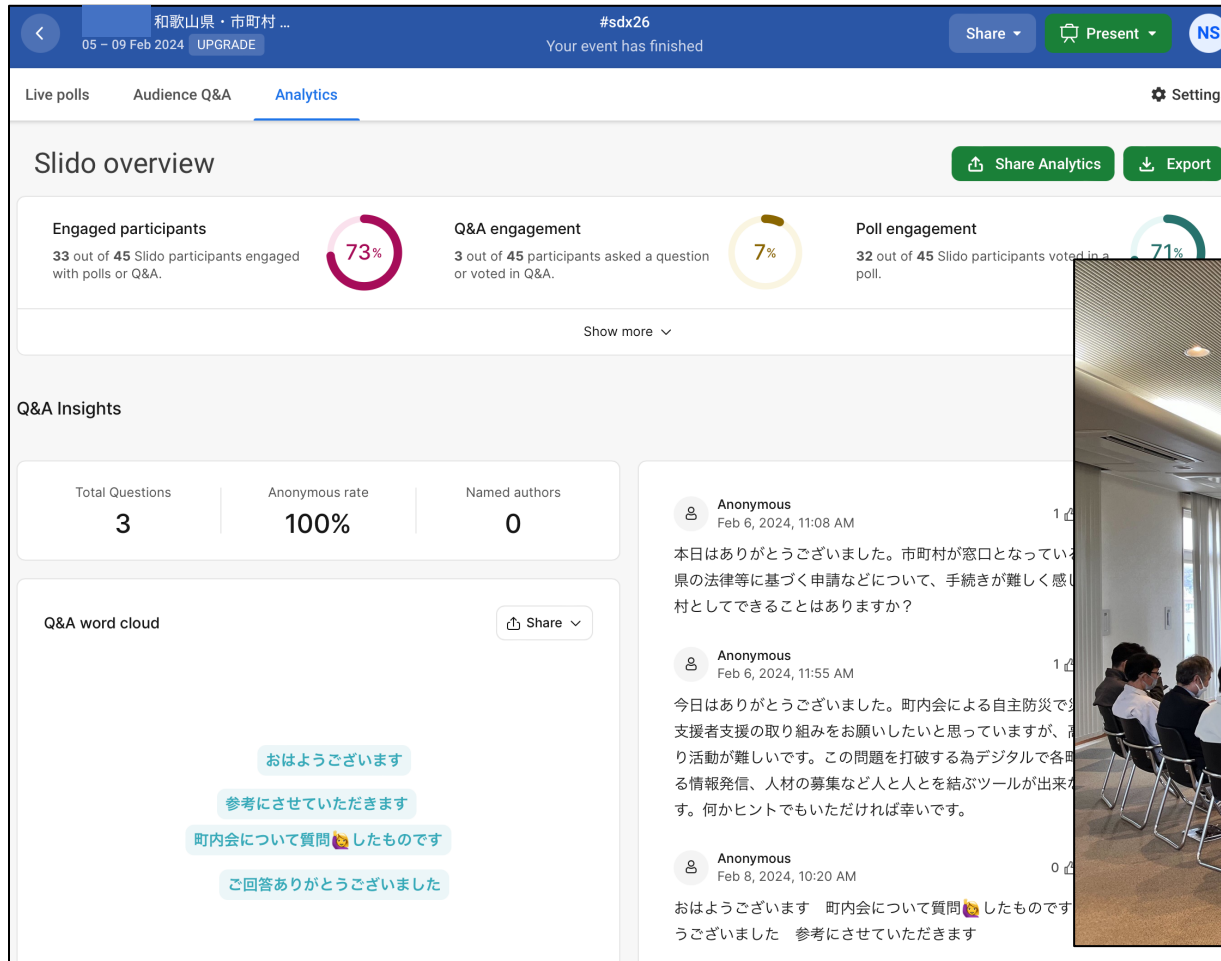 和歌山県・市町村 ...
05 – 09 Feb 2024 UPGRADE
#sdx26
Your event has finished
Share
Present
NS
Live polls
Audience Q&A
Analytics
Setting
Slido overview
Share Analytics
Export
Engaged participants
33 out of 45 Slido participants engaged
with polls or Q&A.
73%
Q&A engagement
3 out of 45 participants asked a question
or voted in Q&A.
7%
Poll engagement
32 out of 45 Slido participants voted in a
poll.
71%
Show more
Q&A Insights
Total Questions
3
Anonymous rate
100%
Named authors
0
Q&A word cloud
Share
おはようございます
参考にさせていただきます
町内会について質問🙋したものです
ご回答ありがとうございました
Anonymous
Feb 6, 2024, 11:08 AM
1
本日はありがとうございました。市町村が窓口となっている
県の法律等に基づく申請などについて、手続きが難しく感じ
村としてできることはありますか？
Anonymous
Feb 6, 2024, 11:55 AM
1
今日はありがとうございました。町内会による自主防災で災
支援者支援の取り組みをお願いしたいと思っていますが、高
り活動が難しいです。この問題を打破する為デジタルで各町
る情報発信、人材の募集など人と人とを結ぶツールが出来な
す。何かヒントでもいただければ幸いです。
Anonymous
Feb 8, 2024, 10:20 AM
0
おはようございます　町内会について質問🙋したものです
うございました　参考にさせていただきます